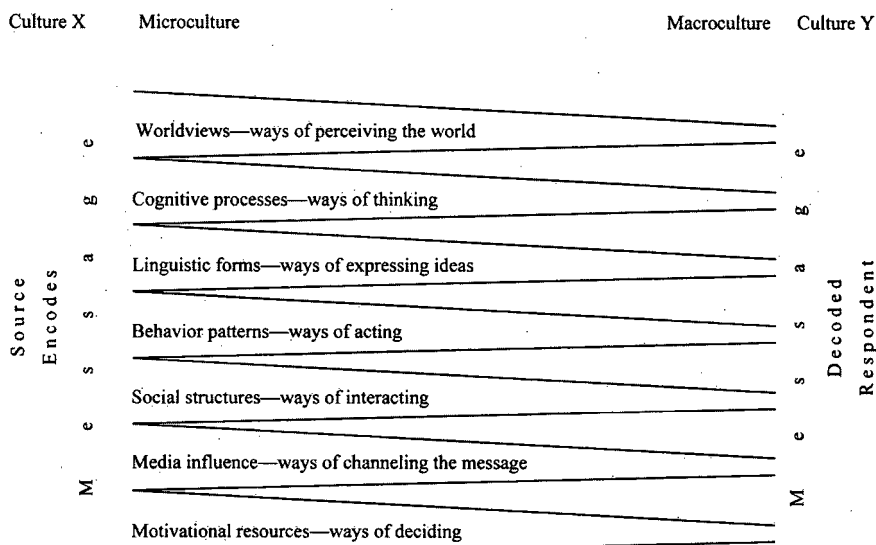 Culture X Microculture Macroculture Culture Y
Worldviews—ways of perceiving the world
Cognitive processes—ways of thinking
Linguistic forms—ways of expressing ideas
Behavior patterns—ways of acting
Social structures—ways of interacting
Media influence—ways of channeling the message
Motivational resources—ways of deciding
Source
Encodes
Message
Message
Decoded
Respondent